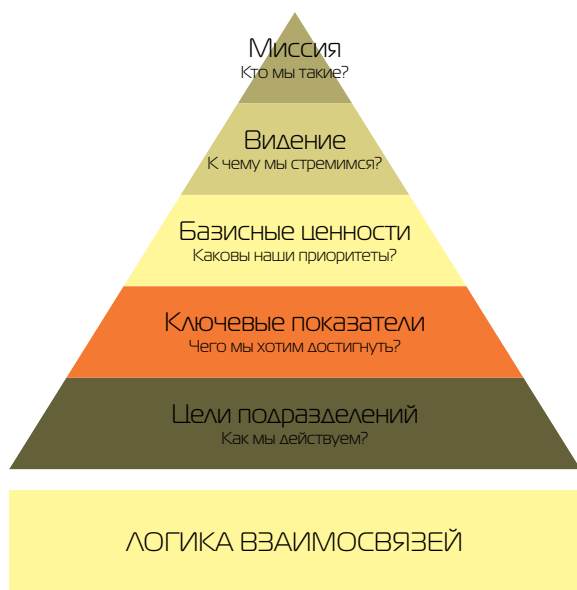 Миссия
Кто мы такие?
Видение
К чему мы стремимся?
Базисные ценности
Каковы наши приоритеты?
Ключевые показатели
Чего мы хотим достигнуть?
Цели подразделений
Как мы действуем?
ЛОГИКА ВЗАИМОСВЯЗЕЙ